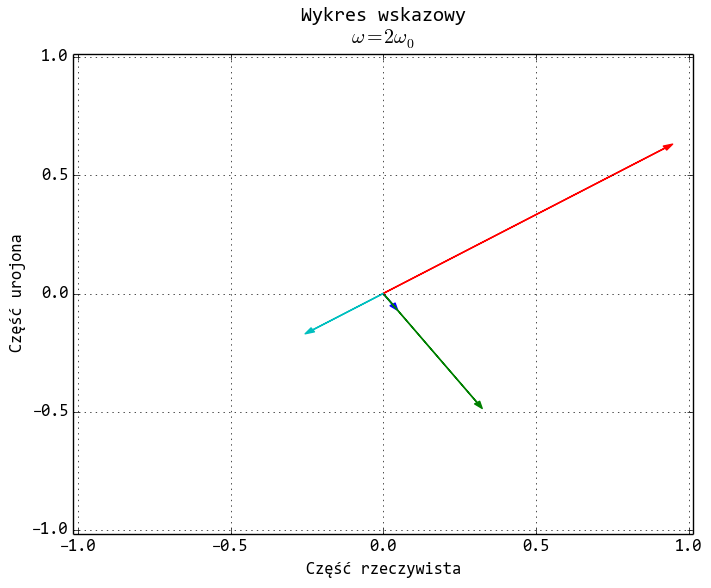 Wykres wskazowy
ω=2ω₀
1.0
0.5
0.0
−0.5
−1.0
Część urojona
−1.0 −0.5 0.0 0.5 1.0
Część rzeczywista